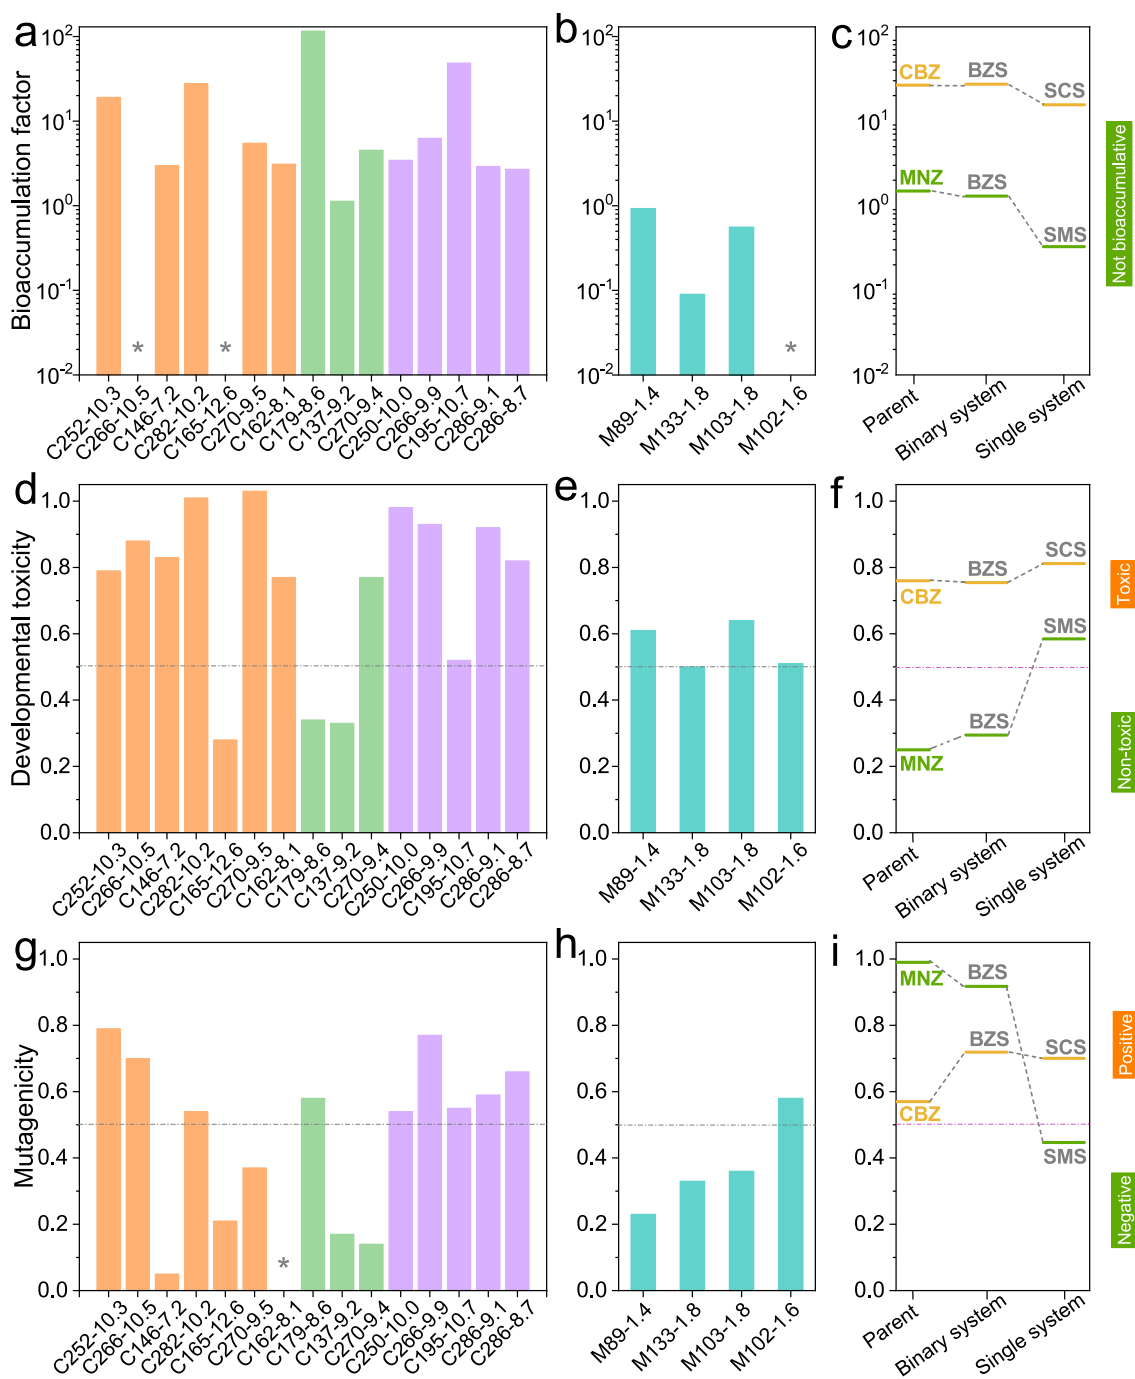 a
Bioaccumulation factor
10²
10¹
10⁰
10⁻¹
10⁻²
*
*
C252-10.3
C266-10.5
C146-7.2
C282-10.2
C165-12.6
C270-9.5
C162-8.1
C179-8.6
C137-9.2
C270-9.4
C250-10.0
C266-9.9
C195-10.7
C286-9.1
C286-8.7
b
10²
10¹
10⁰
10⁻¹
10⁻²
*
M89-1.4
M133-1.8
M103-1.8
M102-1.6
c
10²
10¹
10⁰
10⁻¹
10⁻²
CBZ
BZS
SCS
MNZ
BZS
SMS
Parent
Binary system
Single system
Not bioaccumulative
d
Developmental toxicity
1.0
0.8
0.6
0.4
0.2
0.0
C252-10.3
C266-10.5
C146-7.2
C282-10.2
C165-12.6
C270-9.5
C162-8.1
C179-8.6
C137-9.2
C270-9.4
C250-10.0
C266-9.9
C195-10.7
C286-9.1
C286-8.7
e
1.0
0.8
0.6
0.4
0.2
0.0
M89-1.4
M133-1.8
M103-1.8
M102-1.6
f
1.0
0.8
0.6
0.4
0.2
0.0
CBZ
BZS
SCS
MNZ
BZS
SMS
Parent
Binary system
Single system
Toxic
Non-toxic
g
Mutagenicity
1.0
0.8
0.6
0.4
0.2
0.0
*
C252-10.3
C266-10.5
C146-7.2
C282-10.2
C165-12.6
C270-9.5
C162-8.1
C179-8.6
C137-9.2
C270-9.4
C250-10.0
C266-9.9
C195-10.7
C286-9.1
C286-8.7
h
1.0
0.8
0.6
0.4
0.2
0.0
M89-1.4
M133-1.8
M103-1.8
M102-1.6
i
1.0
0.8
0.6
0.4
0.2
0.0
MNZ
BZS
BZS
SCS
CBZ
SMS
Parent
Binary system
Single system
Positive
Negative